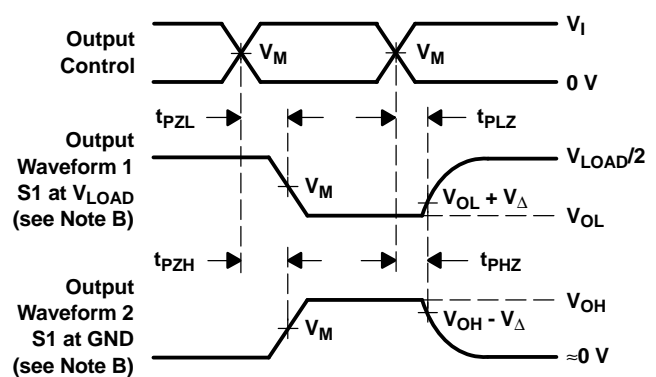 Output
Control
V_M
V_M
V_I
0 V
t_PZL
t_PLZ
Output
Waveform 1
S1 at V_LOAD
(see Note B)
V_M
V_LOAD/2
V_OL + V_Δ
V_OL
t_PZH
t_PHZ
Output
Waveform 2
S1 at GND
(see Note B)
V_M
V_OH
V_OH - V_Δ
≈0 V